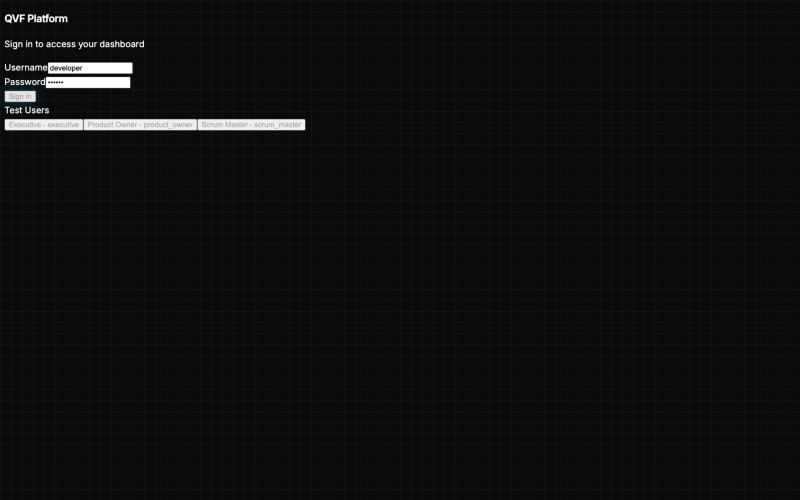 QVF Platform
Sign in to access your dashboard
Username developer
Password ••••••
Sign in
Test Users
Executive - executive Product Owner - product_owner Scrum Master - scrum_master